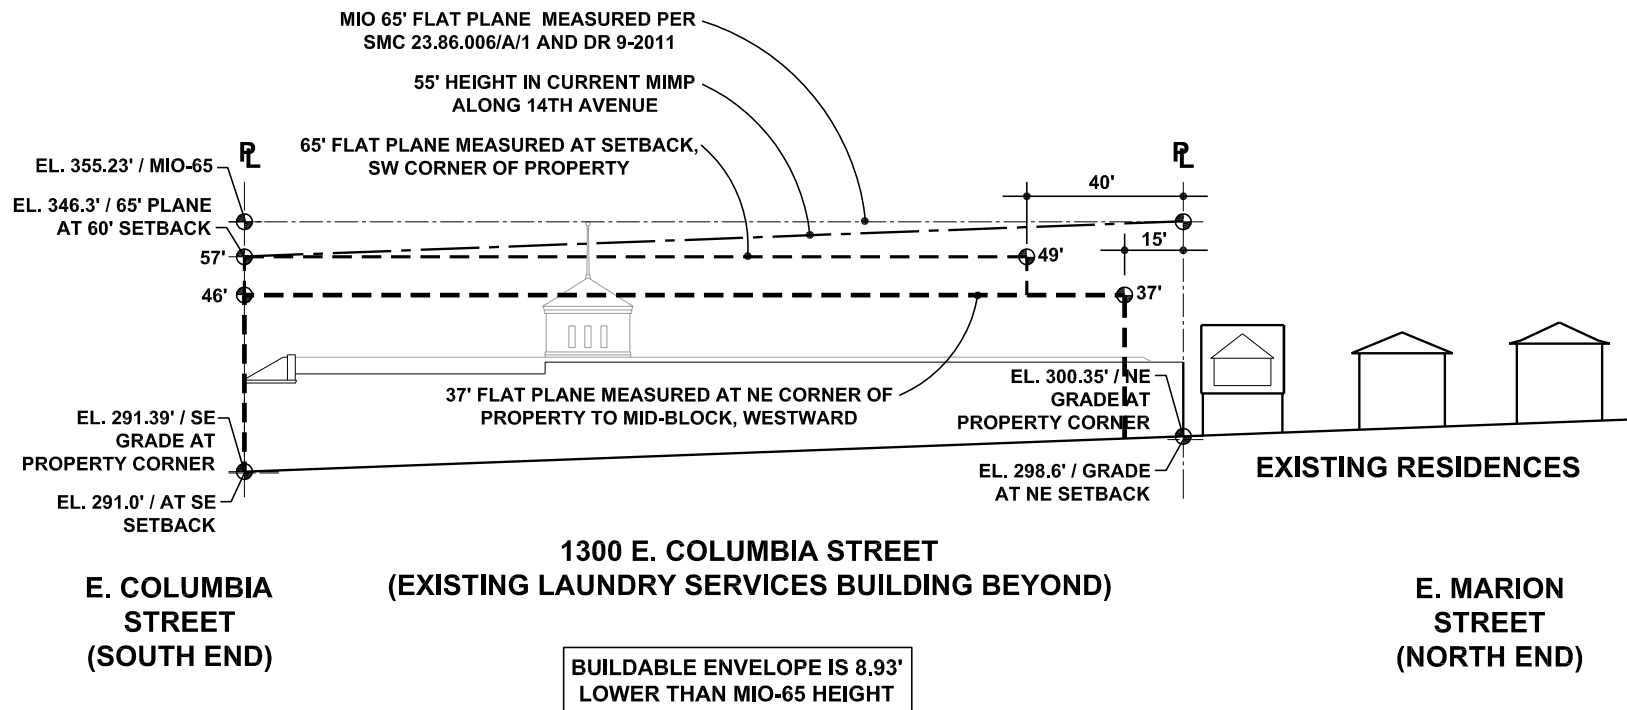 MIO 65' FLAT PLANE MEASURED PER
SMC 23.86.006/A/1 AND DR 9-2011
55' HEIGHT IN CURRENT MIMP
ALONG 14TH AVENUE
65' FLAT PLANE MEASURED AT SETBACK,
SW CORNER OF PROPERTY
PL
PL
EL. 355.23' / MIO-65
EL. 346.3' / 65' PLANE
AT 60' SETBACK
40'
15'
57'
49'
46'
37'
37' FLAT PLANE MEASURED AT NE CORNER OF
PROPERTY TO MID-BLOCK, WESTWARD
EL. 300.35' / NE
GRADE AT
PROPERTY CORNER
EL. 291.39' / SE
GRADE AT
PROPERTY CORNER
EL. 291.0' / AT SE
SETBACK
EL. 298.6' / GRADE
AT NE SETBACK
EXISTING RESIDENCES
1300 E. COLUMBIA STREET
(EXISTING LAUNDRY SERVICES BUILDING BEYOND)
E. COLUMBIA
STREET
(SOUTH END)
E. MARION
STREET
(NORTH END)
BUILDABLE ENVELOPE IS 8.93'
LOWER THAN MIO-65 HEIGHT